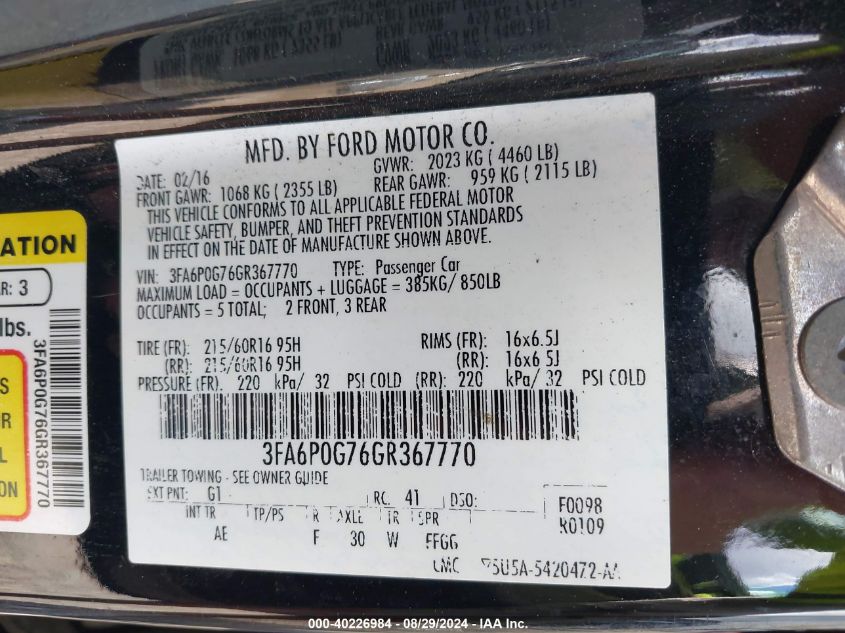 MFD. BY FORD MOTOR CO.
DATE: 02/16 GVWR: 2023 KG ( 4460 LB)
FRONT GAWR: 1068 KG ( 2355 LB) REAR GAWR: 959 KG ( 2115 LB)
THIS VEHICLE CONFORMS TO ALL APPLICABLE FEDERAL MOTOR
VEHICLE SAFETY, BUMPER, AND THEFT PREVENTION STANDARDS
IN EFFECT ON THE DATE OF MANUFACTURE SHOWN ABOVE.
VIN: 3FA6P0G76GR367770 TYPE: Passenger Car
MAXIMUM LOAD = OCCUPANTS + LUGGAGE = 385KG/ 850LB
OCCUPANTS = 5 TOTAL; 2 FRONT, 3 REAR
TIRE (FR): 215/60R16 95H RIMS (FR): 16x6.5J
(RR): 215/60R16 95H (RR): 16x6 5J
PRESSURE (FR): 220 kPa/ 32 PSI COLD (RR): 220 kPa/ 32 PSI COLD
3FA6P0G76GR367770
TRAILER TOWING - SEE OWNER GUIDE
EXT PNT: G1 RC: 41 DSO: F0098
INT TR TP/PS R AXLE TR SPR R0109
AE F 30 W FFGG
5U5A-5420472-AA
ATION
AR: 3
lbs.
3FA6P0G76GR367770
S
R
L
ON
000-40226984 - 08/29/2024 - IAA Inc.